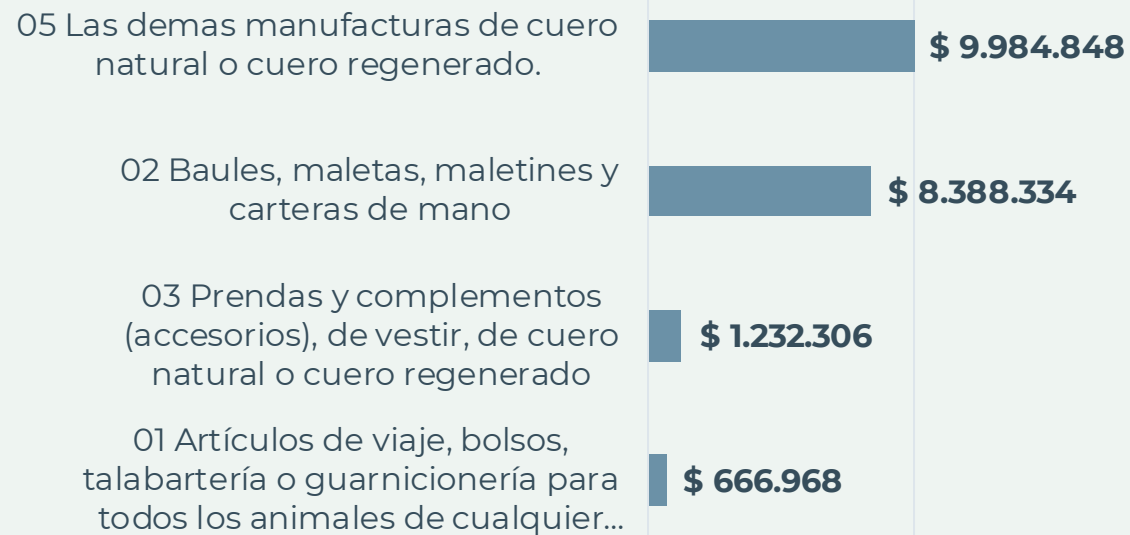 05 Las demas manufacturas de cuero
natural o cuero regenerado.
$ 9.984.848
02 Baules, maletas, maletines y
carteras de mano
$ 8.388.334
03 Prendas y complementos
(accesorios), de vestir, de cuero
natural o cuero regenerado
$ 1.232.306
01 Artículos de viaje, bolsos,
talabartería o guarnicionería para
todos los animales de cualquier...
$ 666.968